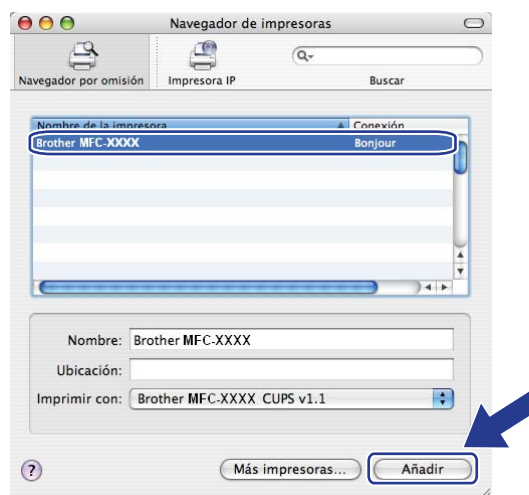 Navegador de impresoras
Navegador por omisión
Impresora IP
Q
Buscar
Nombre de la impresora
Conexión
Brother MFC-XXXX
Bonjour
Nombre: Brother MFC-XXXX
Ubicación:
Imprimir con: Brother MFC-XXXX CUPS v1.1
?
Más impresoras...
Añadir